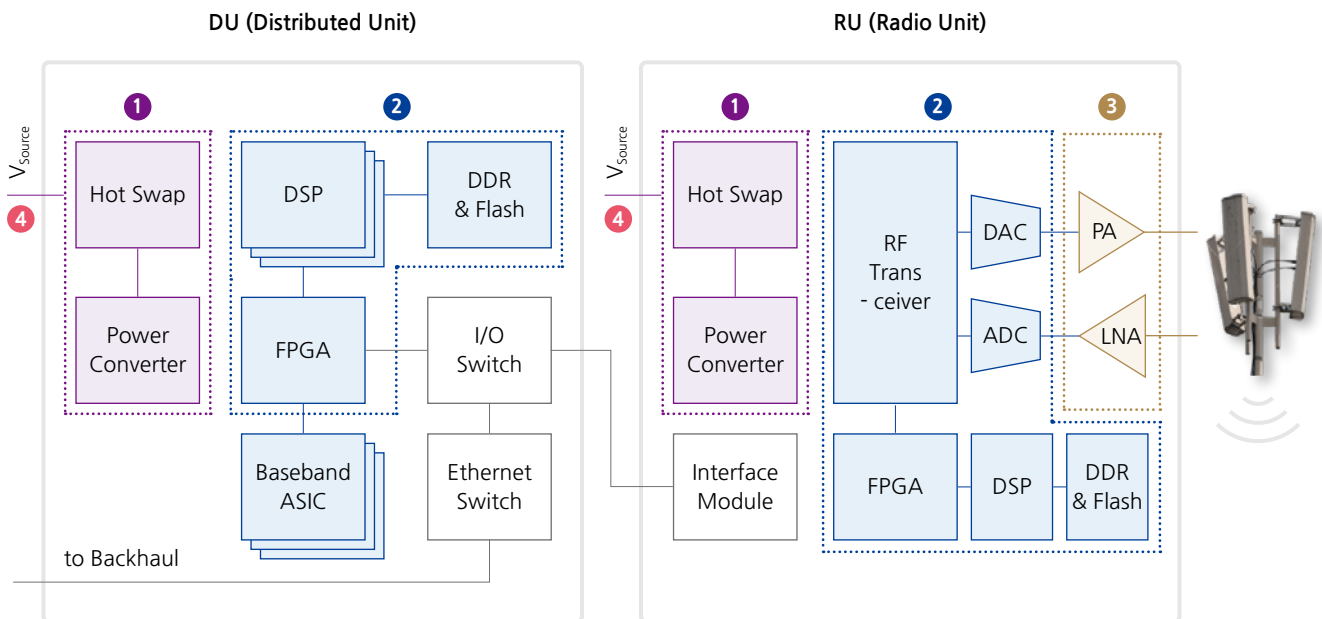 DU (Distributed Unit)
RU (Radio Unit)
1
2
V Source
4
Hot Swap
DSP
DDR
& Flash
Power
Converter
FPGA
I/O
Switch
Baseband
ASIC
Ethernet
Switch
to Backhaul
1
2
3
V Source
4
Hot Swap
RF
Trans
- ceiver
DAC
PA
Power
Converter
ADC
LNA
Interface
Module
FPGA
DSP
DDR
& Flash